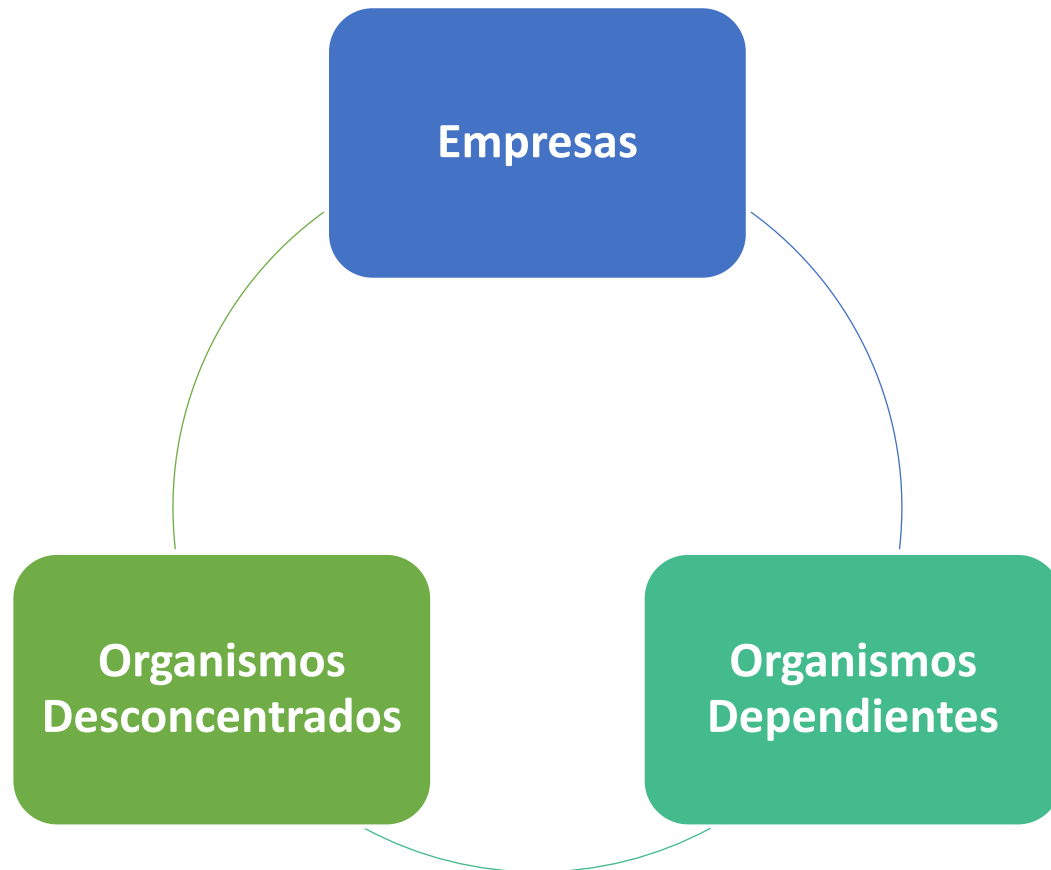 Empresas
Organismos
Desconcentrados
Organismos
Dependientes